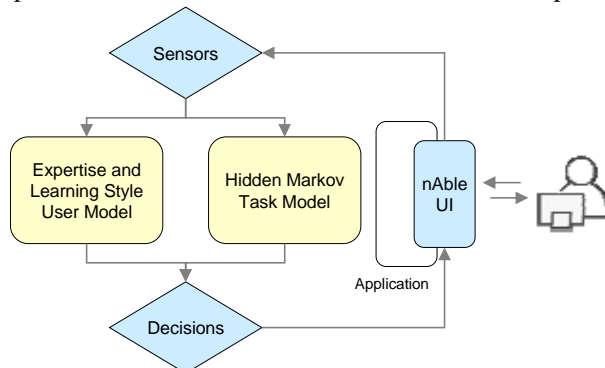 Sensors
Expertise and
Learning Style
User Model
Hidden Markov
Task Model
nAble
UI
Application
Decisions